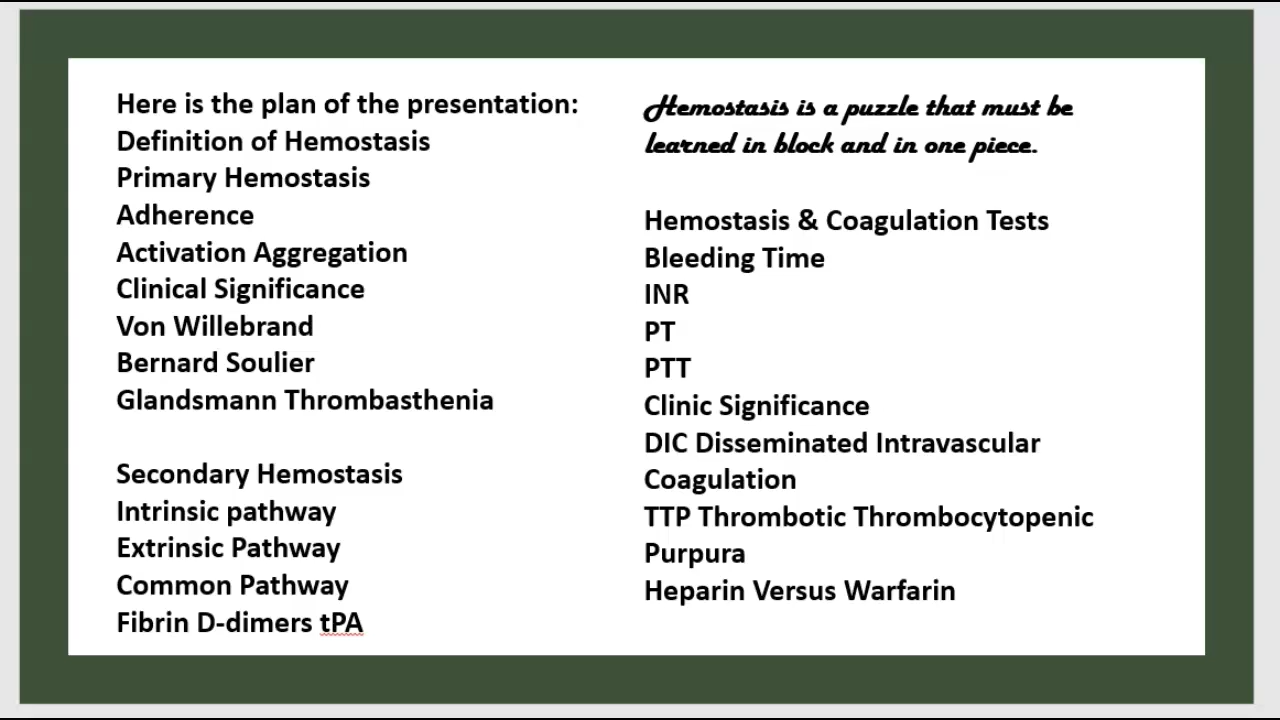 Here is the plan of the presentation:
Definition of Hemostasis
Primary Hemostasis
Adherence
Activation Aggregation
Clinical Significance
Von Willebrand
Bernard Soulier
Glandsmann Thrombasthenia
Secondary Hemostasis
Intrinsic pathway
Extrinsic Pathway
Common Pathway
Fibrin D-dimers tPA
Hemostasis is a puzzle that must be
learned in block and in one piece.
Hemostasis & Coagulation Tests
Bleeding Time
INR
PT
PTT
Clinic Significance
DIC Disseminated Intravascular
Coagulation
TTP Thrombotic Thrombocytopenic
Purpura
Heparin Versus Warfarin